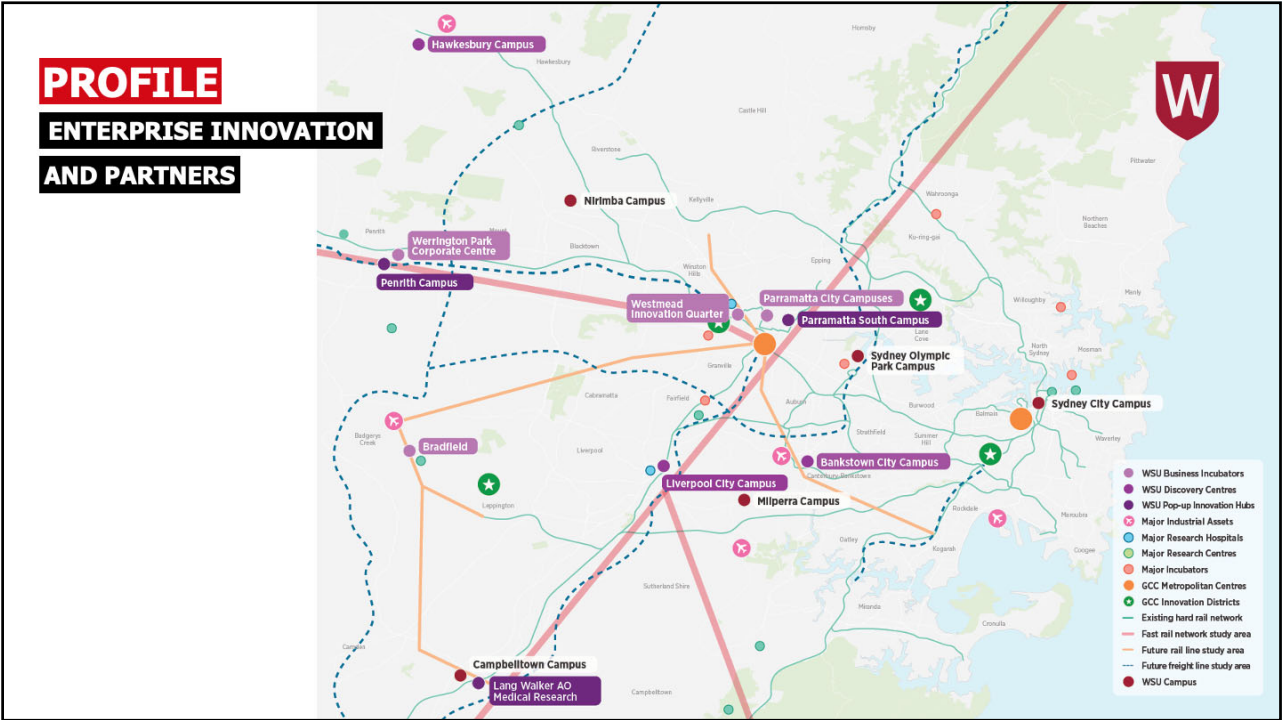 PROFILE
ENTERPRISE INNOVATION
AND PARTNERS
W
Hawkesbury Campus
Hawkesbury
Hornsby
Castle Hill
Riverstone
Pittwater
Nirimba Campus
Kellyville
Wahroonga
Northern
Beaches
Ku-ring-gai
Penrith
Mount
Werrington Park
Corporate Centre
Blacktown
Winston
Hills
Epping
Penrith Campus
Westmead
Innovation Quarter
Parramatta City Campuses
Parramatta South Campus
Willoughby
Manly
Lane
Cove
North
Sydney
Mosman
Sydney Olympic
Park Campus
Granville
Cabramatta
Fairfield
Auburn
Burwood
Balmain
Sydney City Campus
Strathfield
Summer
Hill
Waverley
Badgerys
Creek
Bradfield
Liverpool
Bankstown City Campus
Canterbury-Bankstown
Liverpool City Campus
Milperra Campus
Leppington
Rockdale
Maroubra
Coogee
Oatley
Kogarah
Sutherland Shire
Miranda
Cronulla
Camden
Campbelltown Campus
Lang Walker AO
Medical Research
Campbelltown
WSU Business Incubators
WSU Discovery Centres
WSU Pop-up Innovation Hubs
Major Industrial Assets
Major Research Hospitals
Major Research Centres
Major Incubators
GCC Metropolitan Centres
GCC Innovation Districts
Existing hard rail network
Fast rail network study area
Future rail line study area
Future freight line study area
WSU Campus